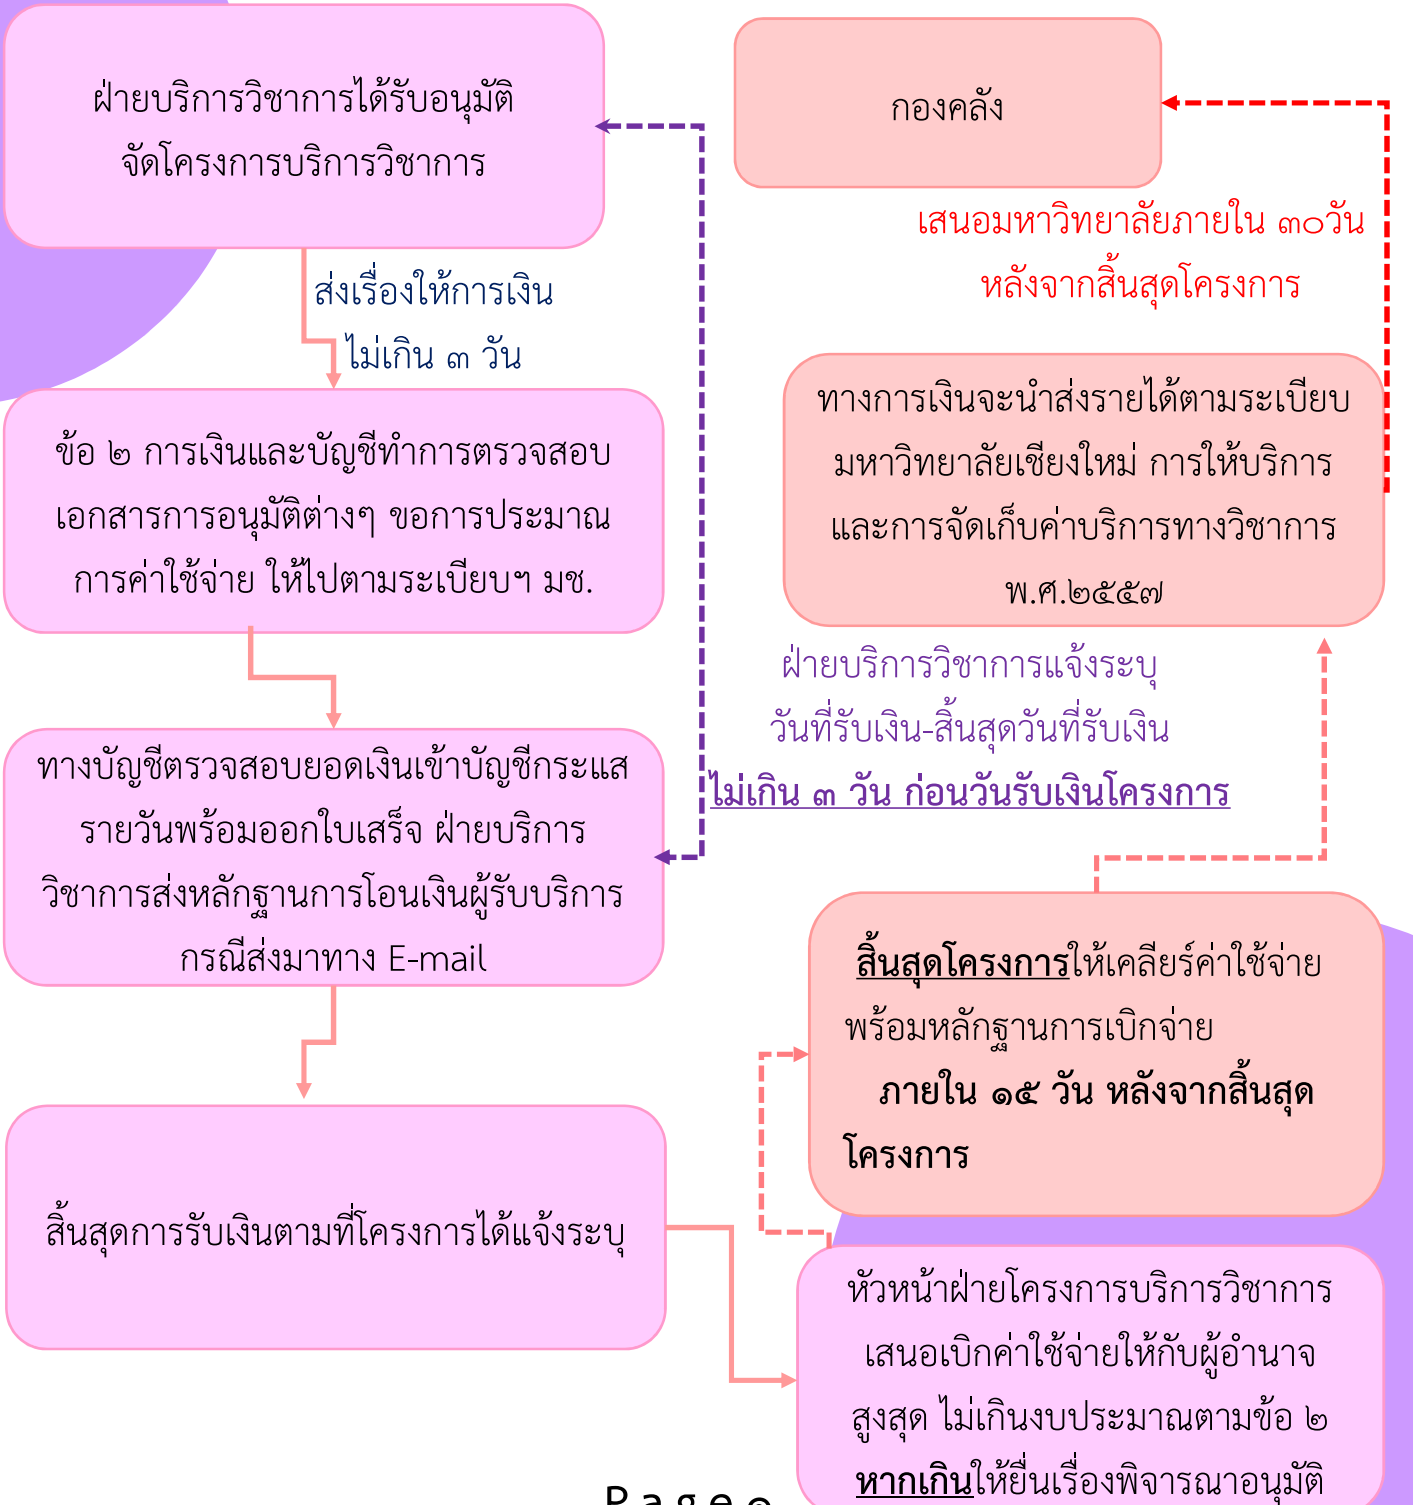 ฝ่ายบริการวิชาการได้รับอนุมัติ
จัดโครงการบริการวิชาการ
ส่งเรื่องให้การเงิน
ไม่เกิน ๓ วัน
ข้อ ๒ การเงินและบัญชีทำการตรวจสอบ
เอกสารการอนุมัติต่างๆ ขอการประมาณ
การค่าใช้จ่าย ให้ไปตามระเบียบฯ มช.
ทางบัญชีตรวจสอบยอดเงินเข้าบัญชีกระแส
รายวันพร้อมออกใบเสร็จ ฝ่ายบริการ
วิชาการส่งหลักฐานการโอนเงินผู้รับบริการ
กรณีส่งมาทาง E-mail
สิ้นสุดการรับเงินตามที่โครงการได้แจ้งระบุ
กองคลัง
เสนอมหาวิทยาลัยภายใน ๓๐วัน
หลังจากสิ้นสุดโครงการ
ทางการเงินจะนำส่งรายได้ตามระเบียบ
มหาวิทยาลัยเชียงใหม่ การให้บริการ
และการจัดเก็บค่าบริการทางวิชาการ
พ.ศ.๒๕๕๗
ฝ่ายบริการวิชาการแจ้งระบุ
วันที่รับเงิน-สิ้นสุดวันที่รับเงิน
ไม่เกิน ๓ วัน ก่อนวันรับเงินโครงการ
สิ้นสุดโครงการให้เคลียร์ค่าใช้จ่าย
พร้อมหลักฐานการเบิกจ่าย
ภายใน ๑๕ วัน หลังจากสิ้นสุด
โครงการ
หัวหน้าฝ่ายโครงการบริการวิชาการ
เสนอเบิกค่าใช้จ่ายให้กับผู้อำนาจ
สูงสุด ไม่เกินงบประมาณตามข้อ ๒
หากเกินให้ยื่นเรื่องพิจารณาอนุมัติ